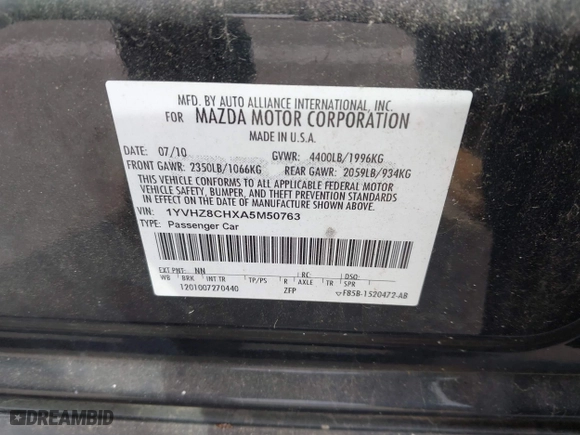 MFD. BY AUTO ALLIANCE INTERNATIONAL, INC.
FOR MAZDA MOTOR CORPORATION
MADE IN U.S.A.
DATE: 07/10 GVWR: 4400LB/1996KG
FRONT GAWR: 2350LB/1066KG REAR GAWR: 2059LB/934KG
THIS VEHICLE CONFORMS TO ALL APPLICABLE FEDERAL MOTOR
VEHICLE SAFETY, BUMPER, AND THEFT PREVENTION STANDARDS
IN EFFECT ON THE DATE OF MANUFACTURE SHOWN ABOVE.
VIN: 1YVHZ8CHXA5M50763
TYPE: Passenger Car
EXT PNT: NN RC: DSO:
WB BRK INT TR TP/PS R AXLE TR SPR
1201007270440 ZFP F85B-1520472-AB
DREAMBID